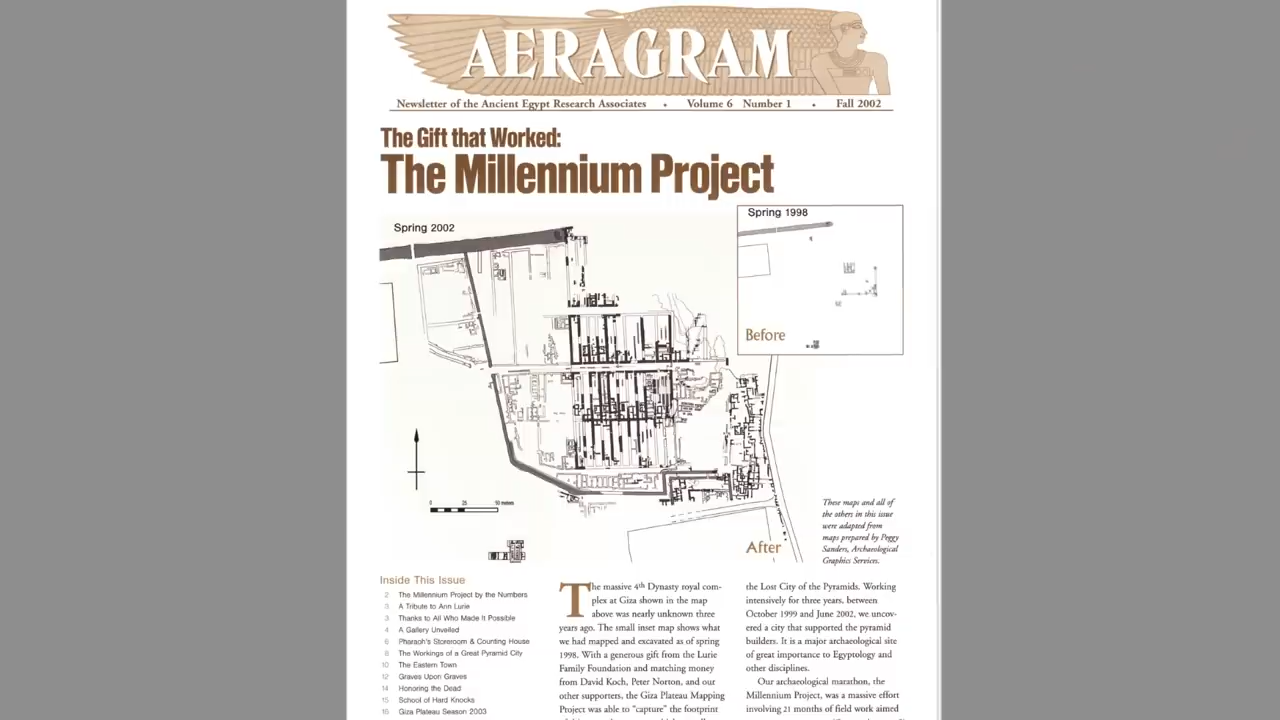 AERAGRAM
Newsletter of the Ancient Egypt Research Associates • Volume 6 Number 1 • Fall 2002
The Gift that Worked:
The Millennium Project
Spring 2002
Spring 1998
Before
0 25 50 meters
After
These maps and all of
the others in this issue
were adapted from
maps prepared by Peggy
Sanders, Archaeological
Graphics Services.
Inside This Issue
2 The Millennium Project by the Numbers
3 A Tribute to Ann Lurie
3 Thanks to All Who Made It Possible
4 A Gallery Unveiled
6 Pharaoh's Storeroom & Counting House
8 The Workings of a Great Pyramid City
10 The Eastern Town
12 Graves Upon Graves
14 Honoring the Dead
15 School of Hard Knocks
16 Giza Plateau Season 2003
The massive 4th Dynasty royal com-
plex at Giza shown in the map
above was nearly unknown three
years ago. The small inset map shows what
we had mapped and excavated as of spring
1998. With a generous gift from the Lurie
Family Foundation and matching money
from David Koch, Peter Norton, and our
other supporters, the Giza Plateau Mapping
Project was able to "capture" the footprint
the Lost City of the Pyramids. Working
intensively for three years, between
October 1999 and June 2002, we uncov-
ered a city that supported the pyramid
builders. It is a major archaeological site
of great importance to Egyptology and
other disciplines.
Our archaeological marathon, the
Millennium Project, was a massive effort
involving 21 months of field work aimed